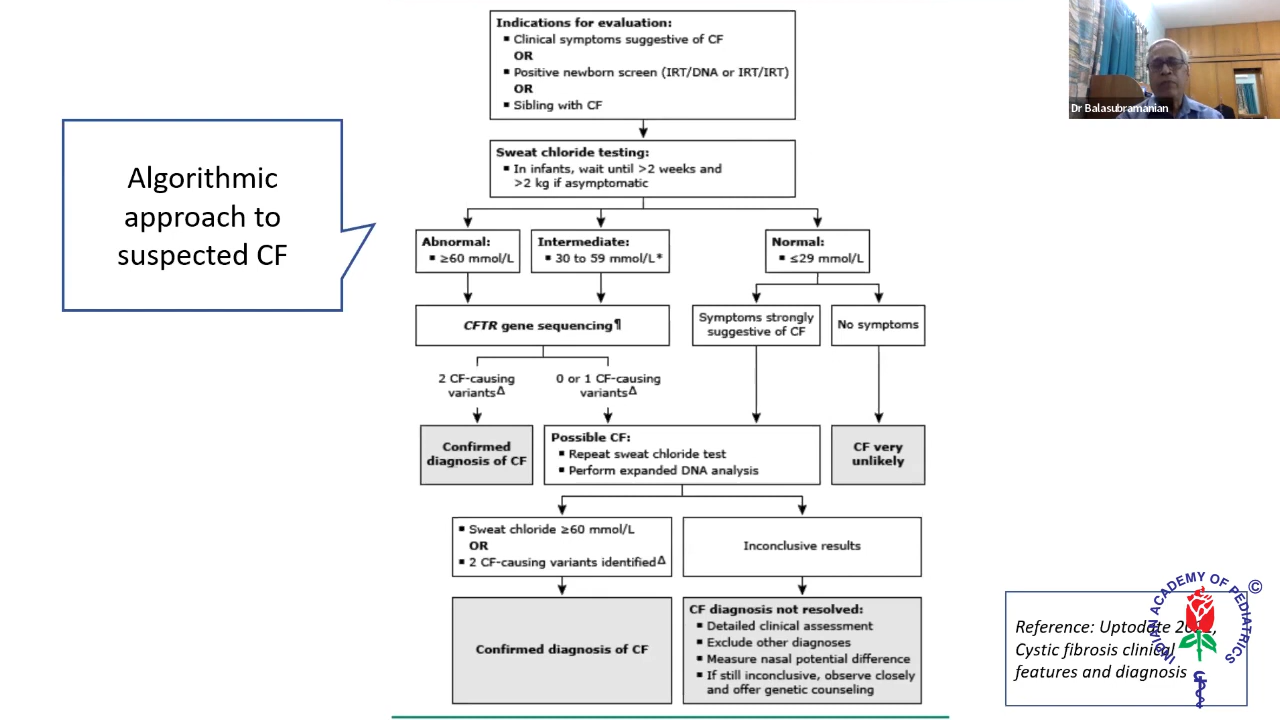 Indications for evaluation:
▪ Clinical symptoms suggestive of CF
OR
▪ Positive newborn screen (IRT/DNA or IRT/IRT)
OR
▪ Sibling with CF
Dr Balasubramanian
Algorithmic
approach to
suspected CF
Sweat chloride testing:
▪ In infants, wait until >2 weeks and
>2 kg if asymptomatic
Abnormal:
▪ ≥60 mmol/L
Intermediate:
▪ 30 to 59 mmol/L*
Normal:
▪ ≤29 mmol/L
CFTR gene sequencing¶
Symptoms strongly
suggestive of CF
No symptoms
2 CF-causing
variantsΔ
0 or 1 CF-causing
variantsΔ
Confirmed
diagnosis of CF
Possible CF:
▪ Repeat sweat chloride test
▪ Perform expanded DNA analysis
CF very
unlikely
▪ Sweat chloride ≥60 mmol/L
OR
▪ 2 CF-causing variants identifiedΔ
Inconclusive results
Confirmed diagnosis of CF
CF diagnosis not resolved:
▪ Detailed clinical assessment
▪ Exclude other diagnoses
▪ Measure nasal potential difference
▪ If still inconclusive, observe closely
and offer genetic counseling
Reference: Uptodate
Cystic fibrosis clinical
features and diagnosis
INDIAN ACADEMY OF PEDIATRICS
©